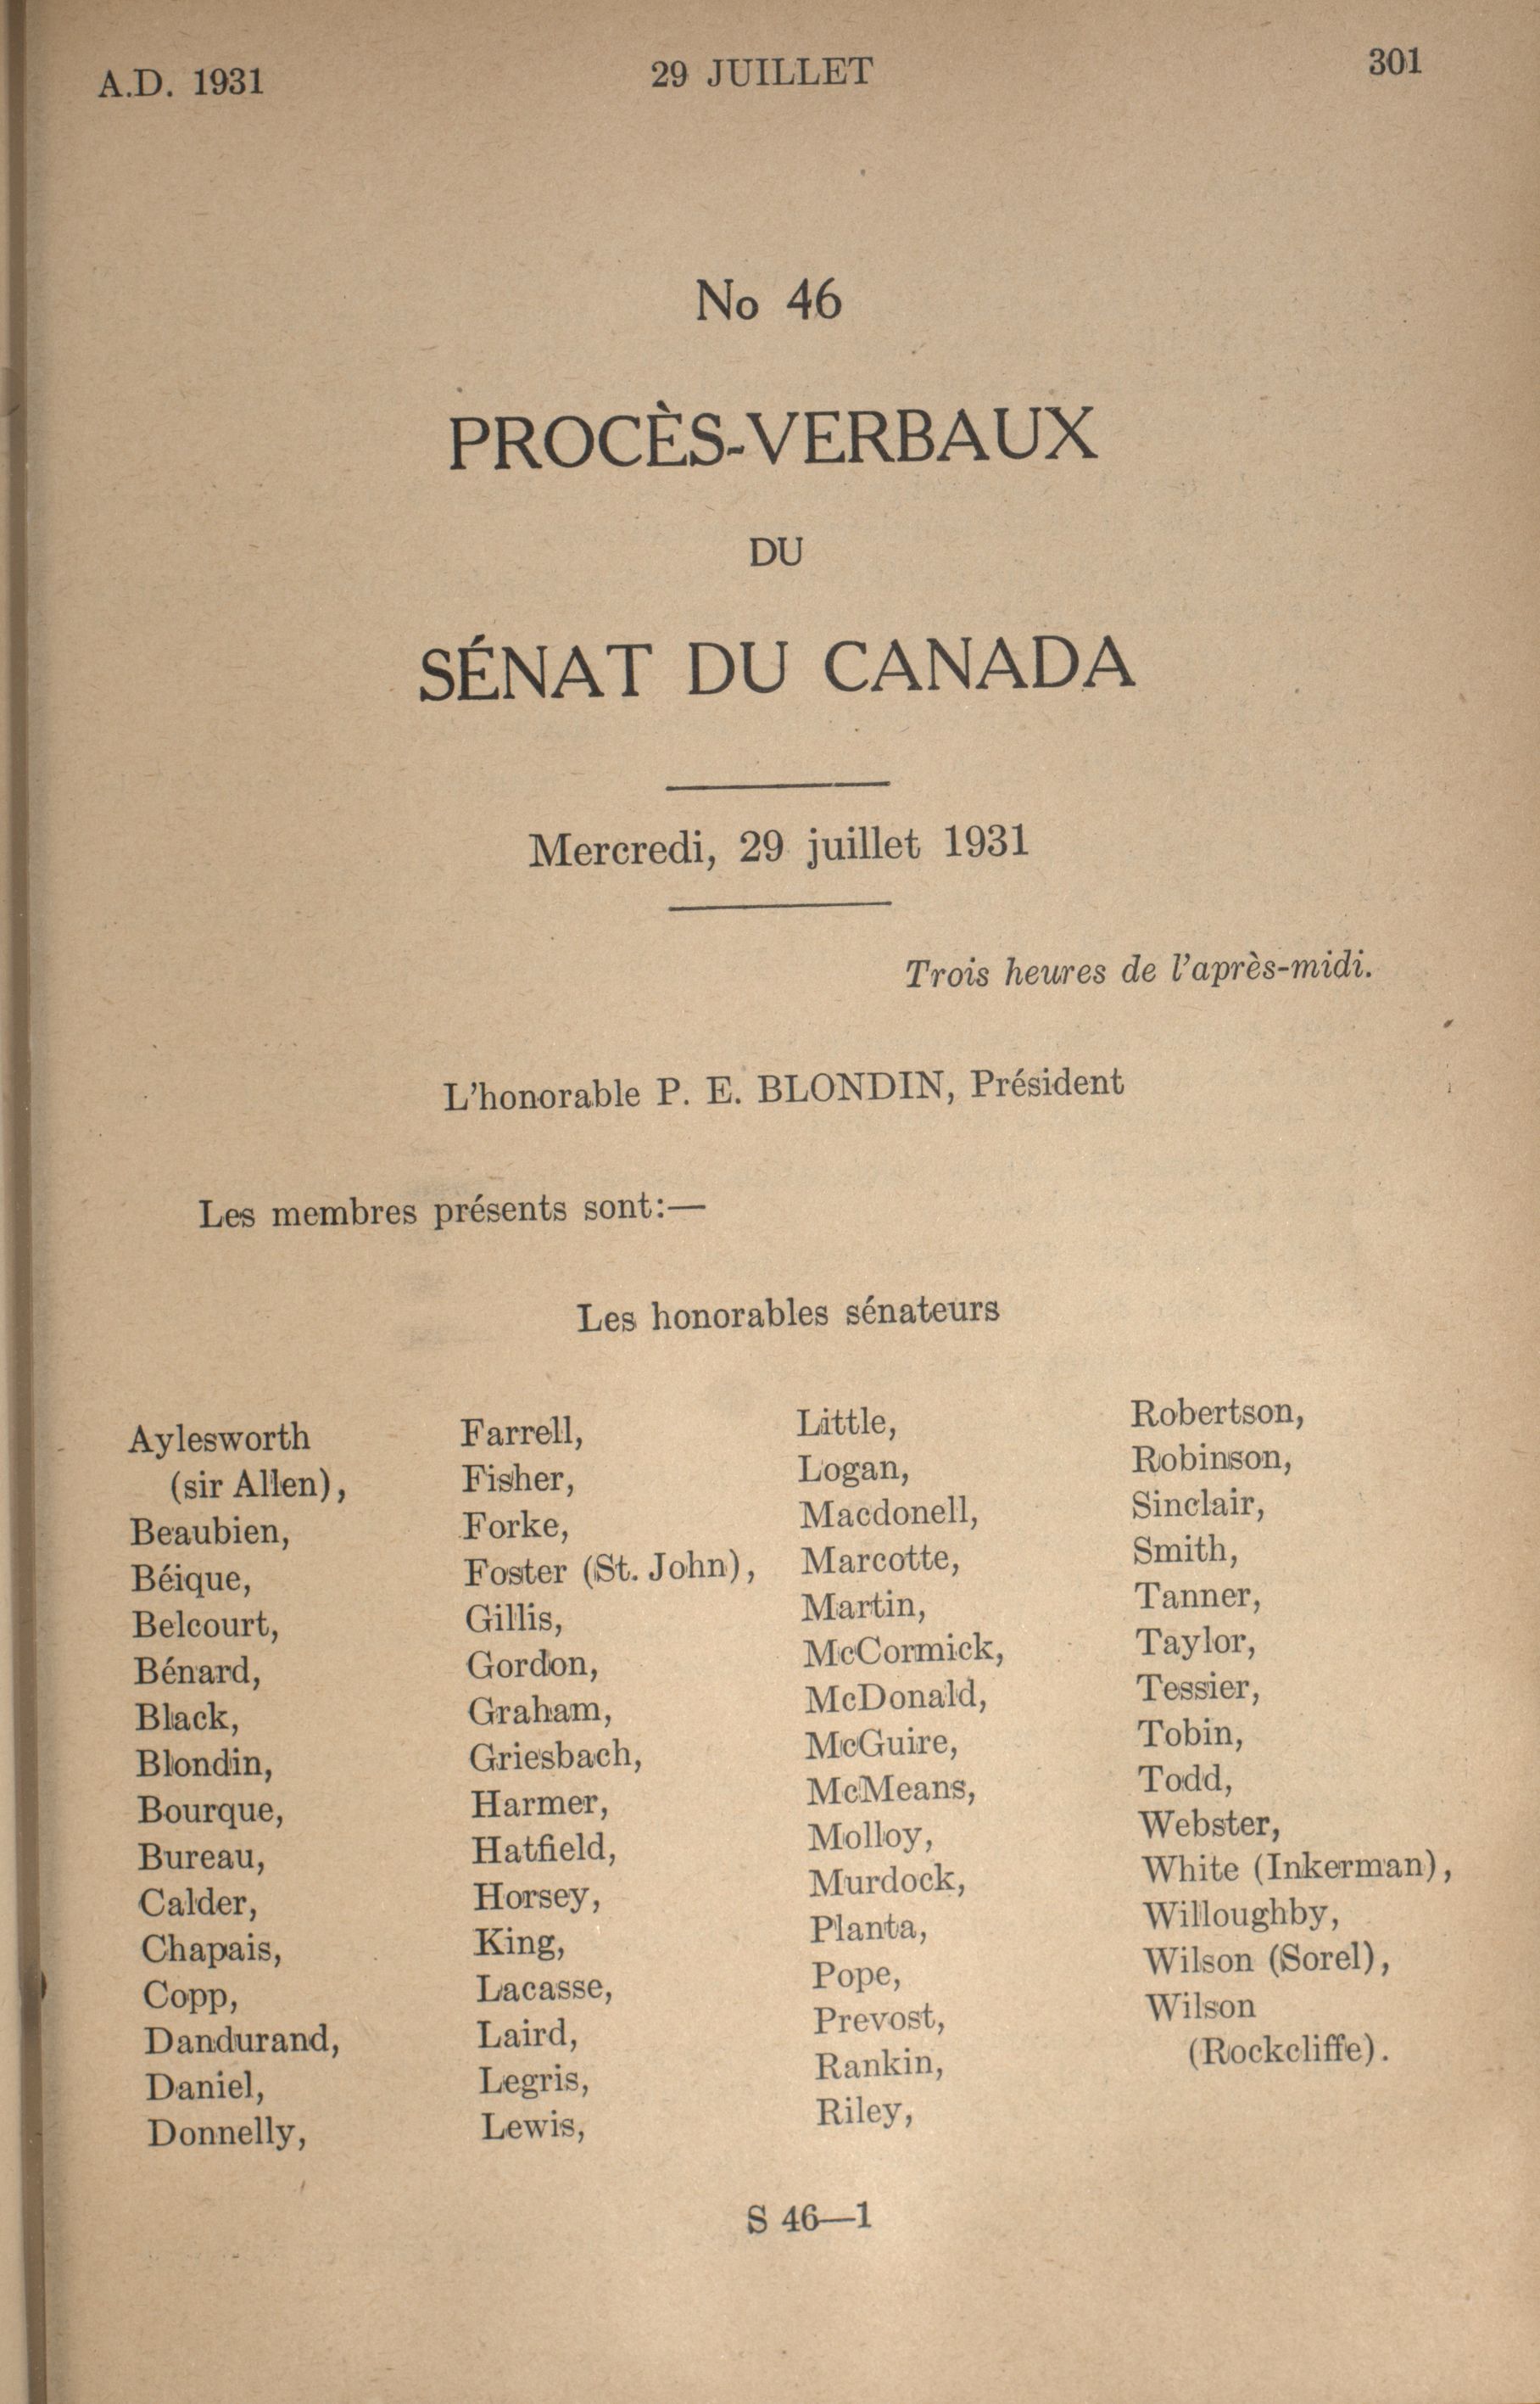 A.D. 1931
29 JUILLET
301
No 46
PROCÈS-VERBAUX
DU
SÉNAT DU CANADA
Mercredi, 29 juillet 1931
Trois heures de l'après-midi.
L'honorable P. E. BLONDIN, Président
Les membres présents sont:—
Les honorables sénateurs
Aylesworth
(sir Allen),
Beaubien,
Béique,
Belcourt,
Bénard,
Black,
Blondin,
Bourque,
Bureau,
Calder,
Chapais,
Copp,
Dandurand,
Daniel,
Donnelly,
Farrell,
Fisher,
Forke,
Foster (St. John),
Gillis,
Gordon,
Graham,
Griesbach,
Harmer,
Hatfield,
Horsey,
King,
Lacasse,
Laird,
Legris,
Lewis,
Little,
Logan,
Macdonell,
Marcotte,
Martin,
McCormick,
McDonald,
McGuire,
McMeans,
Molloy,
Murdock,
Planta,
Pope,
Prevost,
Rankin,
Riley,
Robertson,
Robinson,
Sinclair,
Smith,
Tanner,
Taylor,
Tessier,
Tobin,
Todd,
Webster,
White (Inkerman),
Willoughby,
Wilson (Sorel),
Wilson
(Rockcliffe).
S 46—1